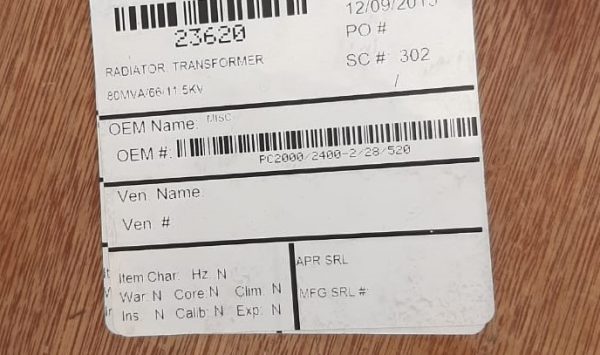 12/09/2015
23620
PO #
RADIATOR, TRANSFORMER
SC # 302
80MVA/66/11.5KV
/
OEM Name: MISC
OEM #:
PC2000/2400-2/28/520
Ven Name:
Ven #
Item Char: Hz N
APR SRL
War: N Core: N Clim: N
MFG SRL #:
Ins N Calib: N Exp: N